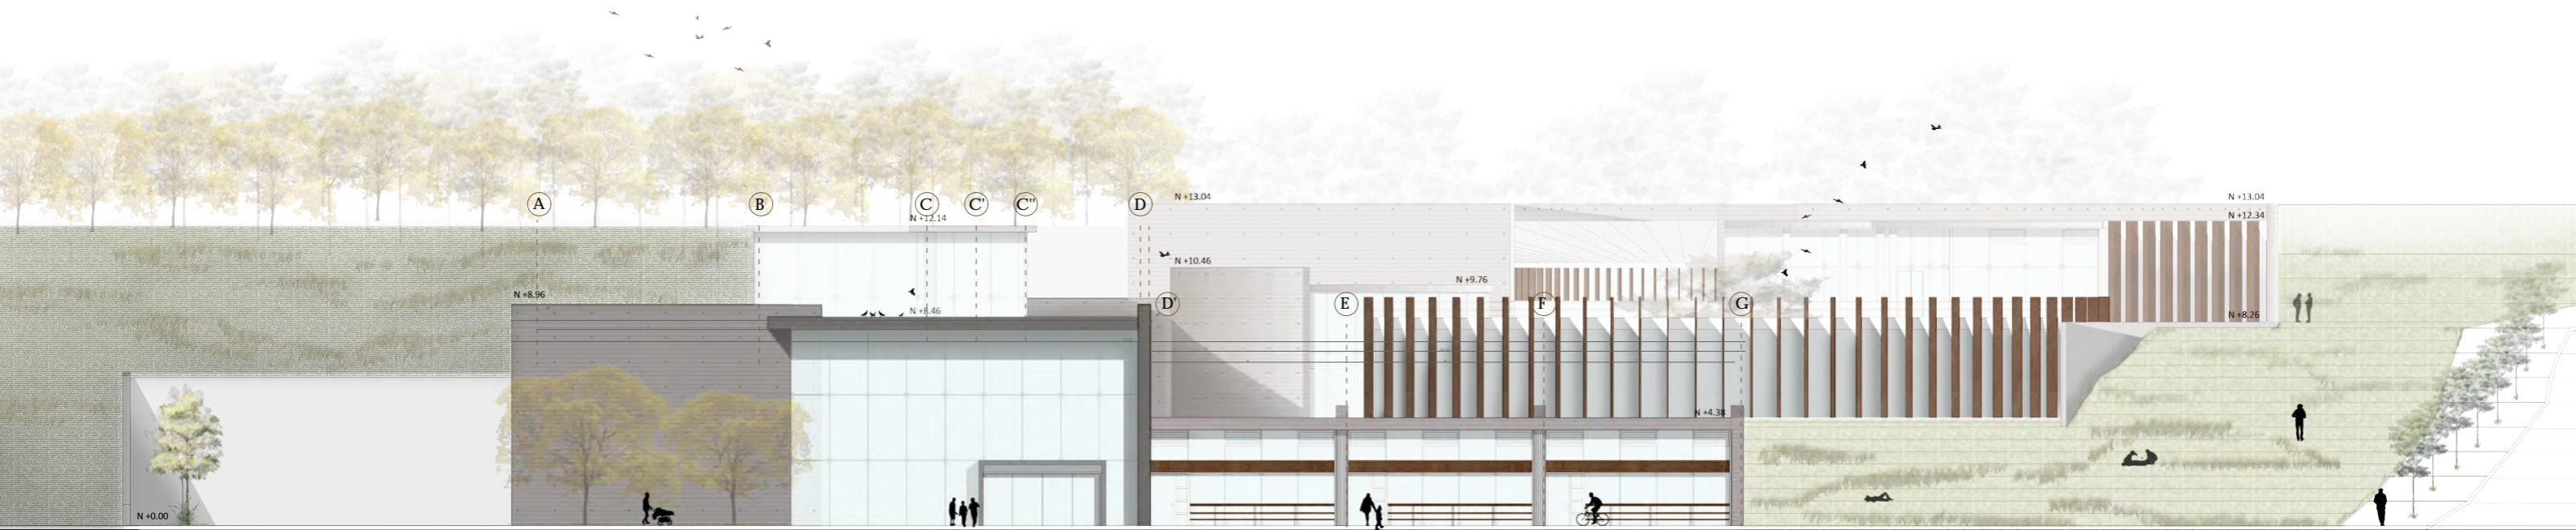 A B C C' C" D
N +13.04
N +13.04
N +12.14
N +12.34
N +10.46
N +9.76
N +8.96
D' E F G
N +8.46
N +8.26
N +4.38
N +0.00